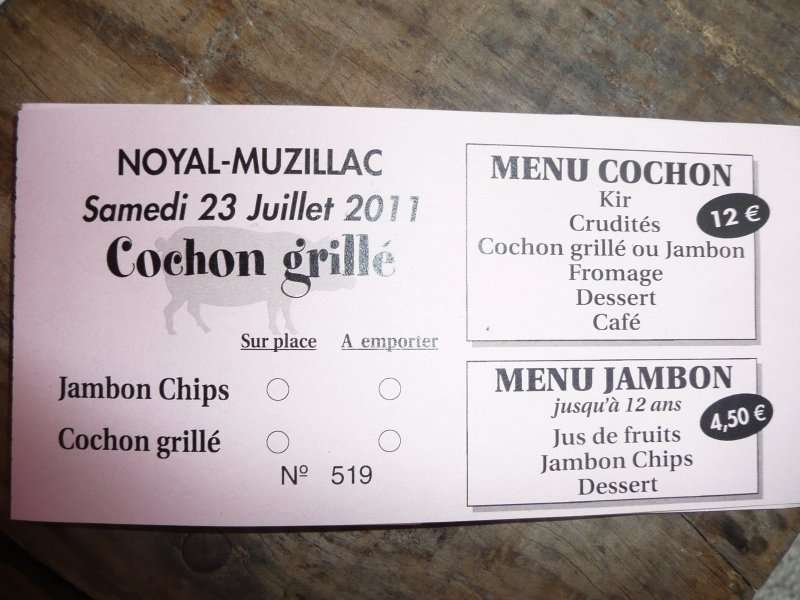 NOYAL-MUZILLAC
Samedi 23 Juillet 2011
Cochon grillé
Sur place A emporter
Jambon Chips
Cochon grillé
Nº 519
MENU COCHON
12 €
Kir
Crudités
Cochon grillé ou Jambon
Fromage
Dessert
Café
MENU JAMBON
jusqu'à 12 ans
4,50 €
Jus de fruits
Jambon Chips
Dessert